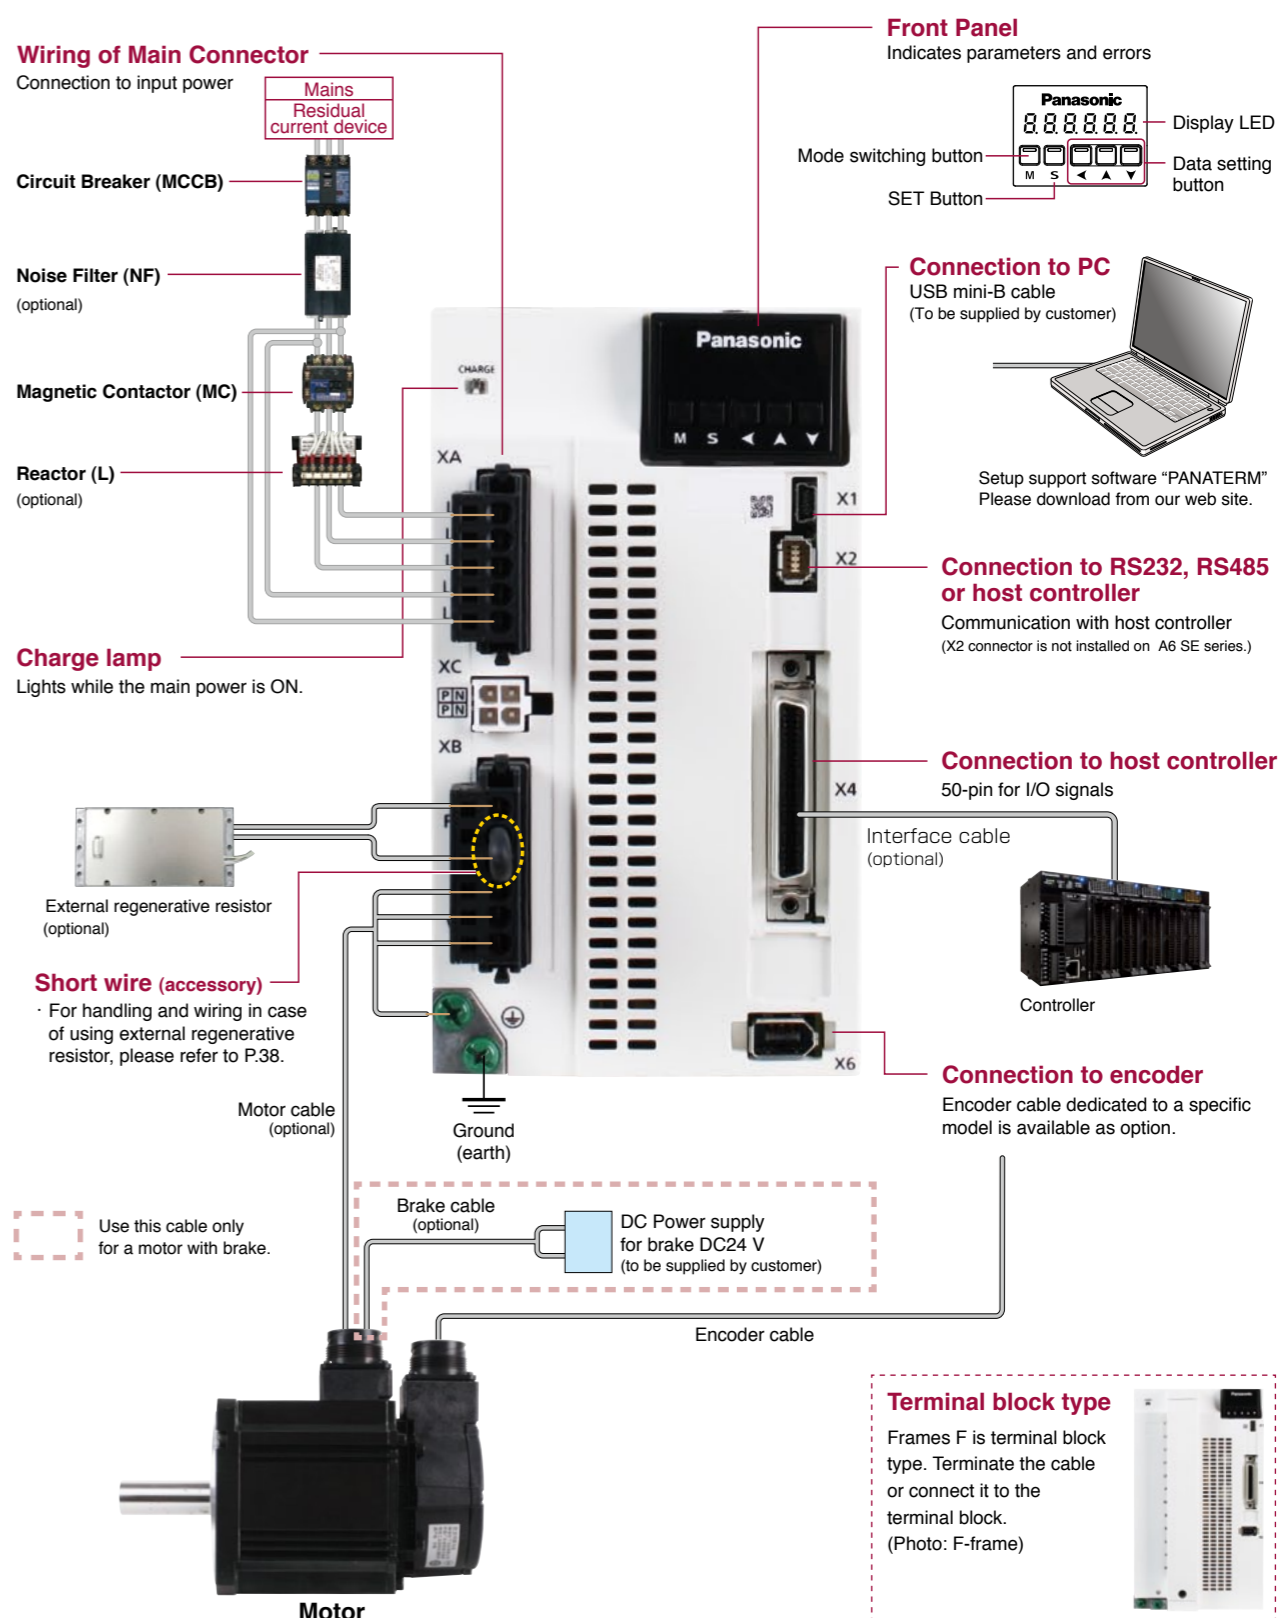 Wiring of Main Connector
Connection to input power
Mains
Residual
current device
Circuit Breaker (MCCB)
Noise Filter (NF)
(optional)
Magnetic Contactor (MC)
Reactor (L)
(optional)
Charge lamp
Lights while the main power is ON.
External regenerative resistor
(optional)
Short wire (accessory)
· For handling and wiring in case
of using external regenerative
resistor, please refer to P.38.
Motor cable
(optional)
Ground
(earth)
CHARGE
XA
L
L
L
L
L
XC
P N
P N
XB
Panasonic
M S
X1
X2
X4
X6
Front Panel
Indicates parameters and errors
Panasonic
8.8.8.8.8.8.
M S
Display LED
Mode switching button
Data setting
button
SET Button
Connection to PC
USB mini-B cable
(To be supplied by customer)
Setup support software “PANATERM”
Please download from our web site.
Connection to RS232, RS485
or host controller
Communication with host controller
(X2 connector is not installed on A6 SE series.)
Connection to host controller
50-pin for I/O signals
Interface cable
(optional)
Controller
Connection to encoder
Encoder cable dedicated to a specific
model is available as option.
Use this cable only
for a motor with brake.
Brake cable
(optional)
DC Power supply
for brake DC24 V
(to be supplied by customer)
Encoder cable
Motor
Terminal block type
Frames F is terminal block
type. Terminate the cable
or connect it to the
terminal block.
(Photo: F-frame)
Panasonic